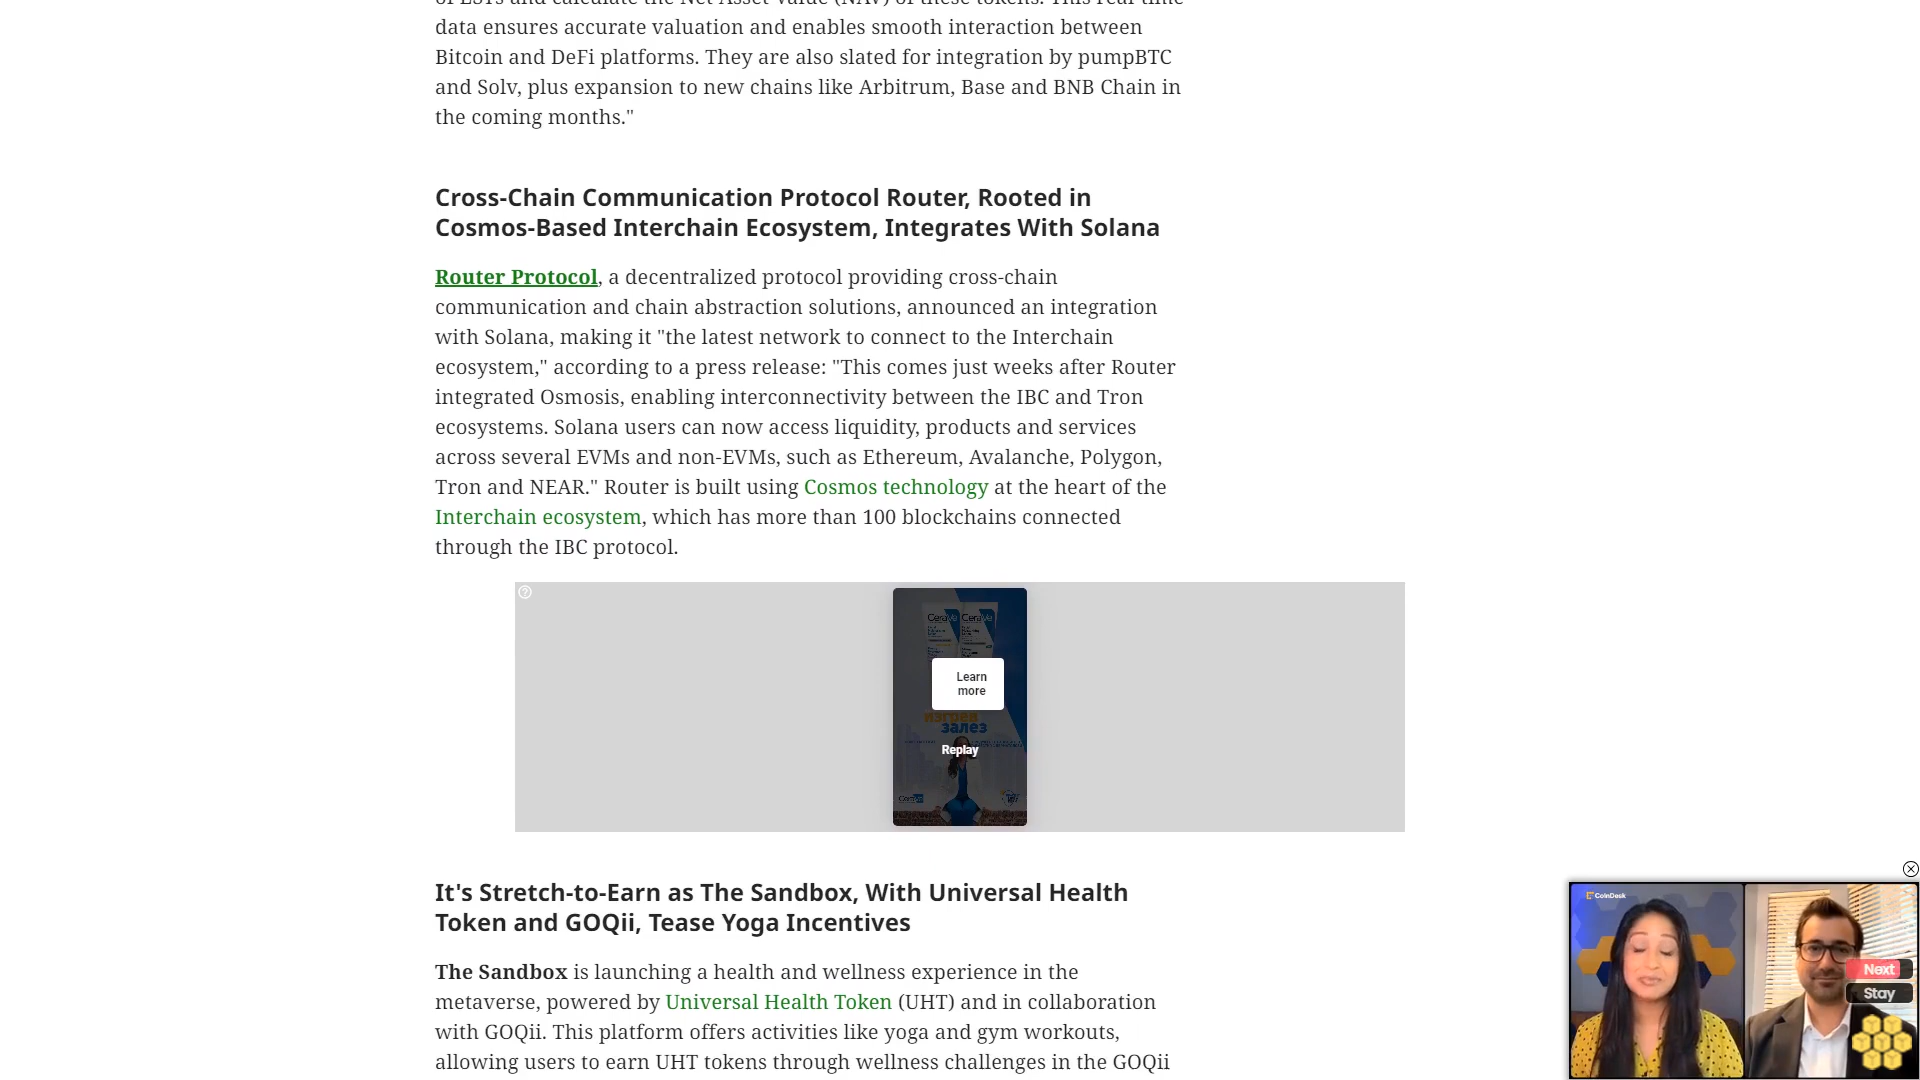 data ensures accurate valuation and enables smooth interaction between
Bitcoin and DeFi platforms. They are also slated for integration by pumpBTC
and Solv, plus expansion to new chains like Arbitrum, Base and BNB Chain in
the coming months."
Cross-Chain Communication Protocol Router, Rooted in
Cosmos-Based Interchain Ecosystem, Integrates With Solana
Router Protocol, a decentralized protocol providing cross-chain
communication and chain abstraction solutions, announced an integration
with Solana, making it "the latest network to connect to the Interchain
ecosystem," according to a press release: "This comes just weeks after Router
integrated Osmosis, enabling interconnectivity between the IBC and Tron
ecosystems. Solana users can now access liquidity, products and services
across several EVMs and non-EVMs, such as Ethereum, Avalanche, Polygon,
Tron and NEAR." Router is built using Cosmos technology at the heart of the
Interchain ecosystem, which has more than 100 blockchains connected
through the IBC protocol.
CeraVe CeraVe
Learn
more
изгрев
залез
Replay
CeraVe
It's Stretch-to-Earn as The Sandbox, With Universal Health
Token and GOQii, Tease Yoga Incentives
The Sandbox is launching a health and wellness experience in the
metaverse, powered by Universal Health Token (UHT) and in collaboration
with GOQii. This platform offers activities like yoga and gym workouts,
allowing users to earn UHT tokens through wellness challenges in the GOQii
CoinDesk
Next
Stay